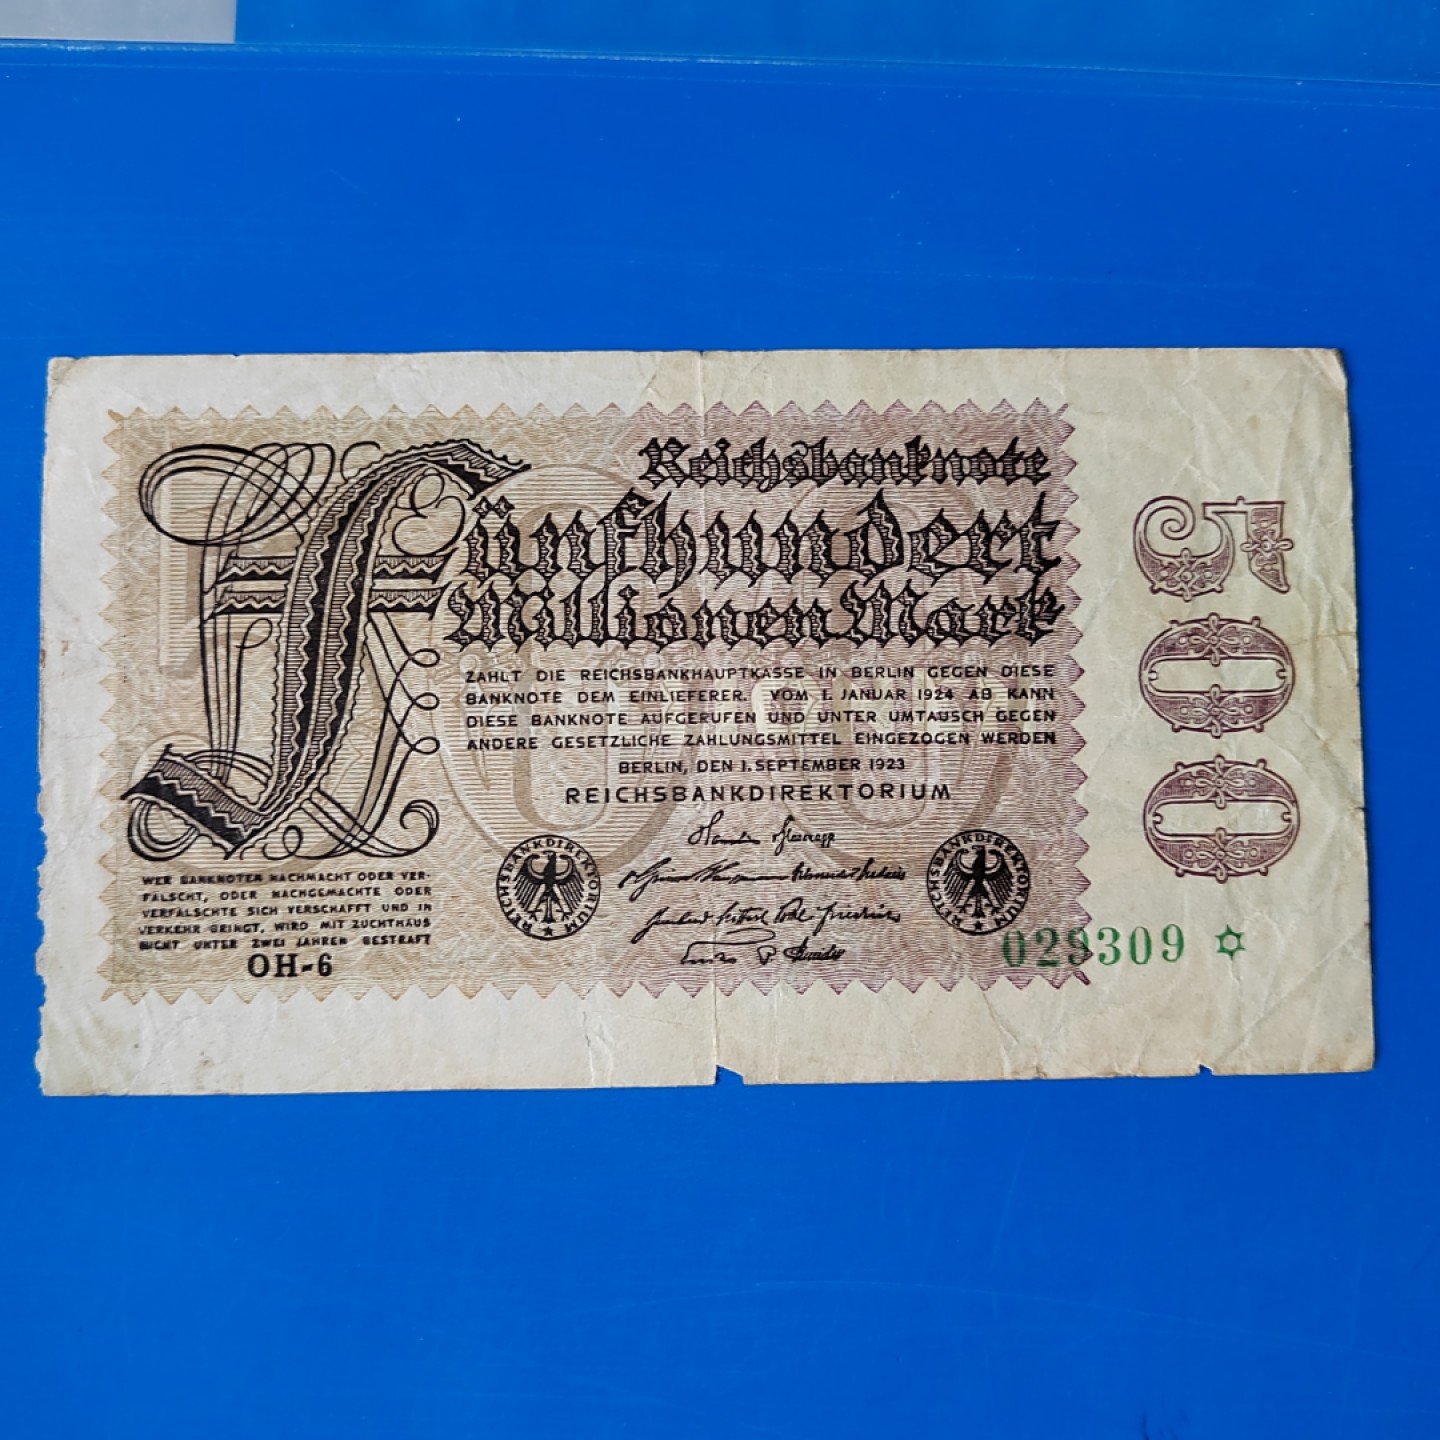 Reichsbanknote
Fünfhundert
Millionen Mark
ZAHLT DIE REICHSBANKHAUPTKASSE IN BERLIN GEGEN DIESE
BANKNOTE DEM EINLIEFERER. VOM 1. JANUAR 1924 AB KANN
DIESE BANKNOTE AUFGERUFEN UND UNTER UMTAUSCH GEGEN
ANDERE GESETZLICHE ZAHLUNGSMITTEL EINGEZOGEN WERDEN
BERLIN, DEN 1. SEPTEMBER 1923
REICHSBANKDIREKTORIUM
WER BANKNOTEN NACHMACHT ODER VER-
FÄLSCHT, ODER NACHGEMACHTE ODER
VERFÄLSCHTE SICH VERSCHAFFT UND IN
VERKEHR BRINGT, WIRD MIT ZUCHTHAUS
NICHT UNTER ZWEI JAHREN BESTRAFT
OH-6
REICHSBANKDIREKTORIUM
REICHSBANKDIREKTORIUM
029309
500